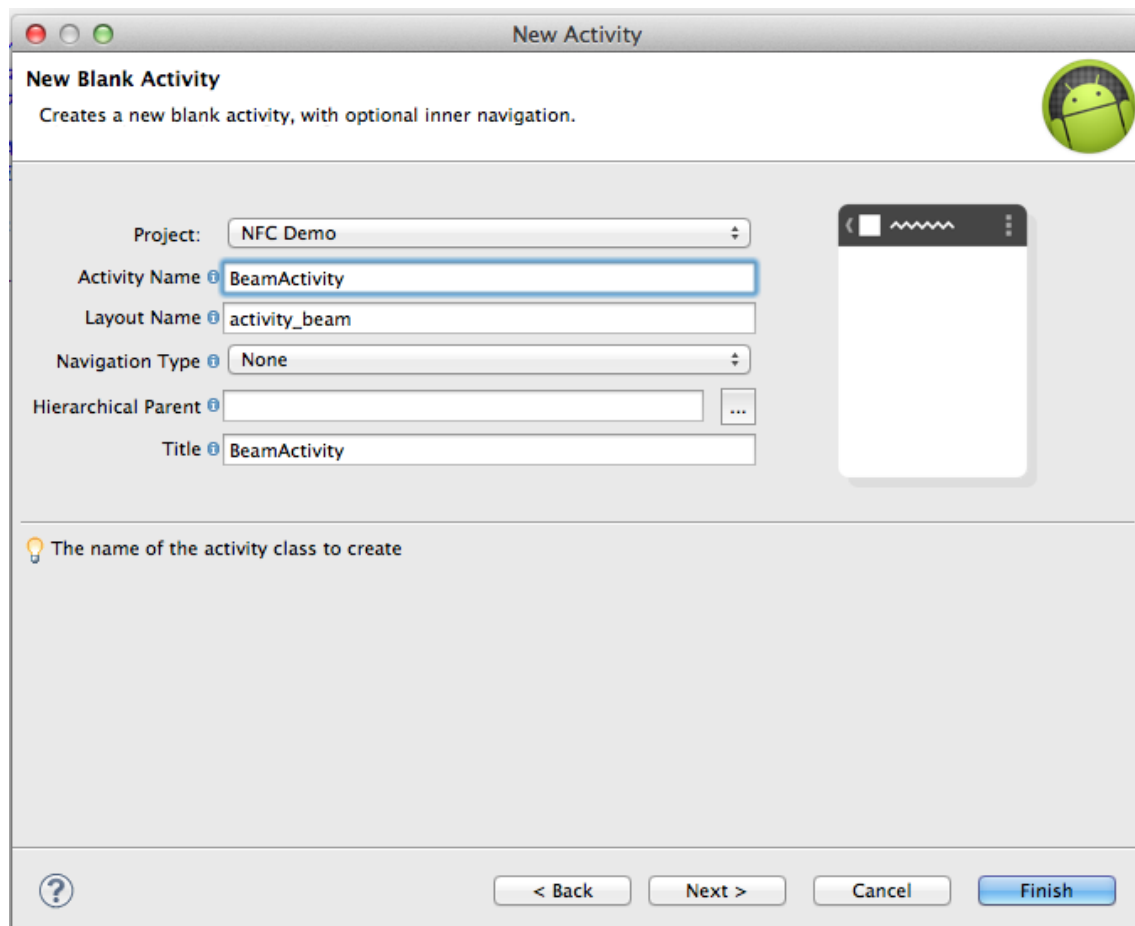 New Activity
New Blank Activity
Creates a new blank activity, with optional inner navigation.
Project: NFC Demo
Activity Name BeamActivity
Layout Name activity_beam
Navigation Type None
Hierarchical Parent ...
Title BeamActivity
The name of the activity class to create
? < Back Next > Cancel Finish